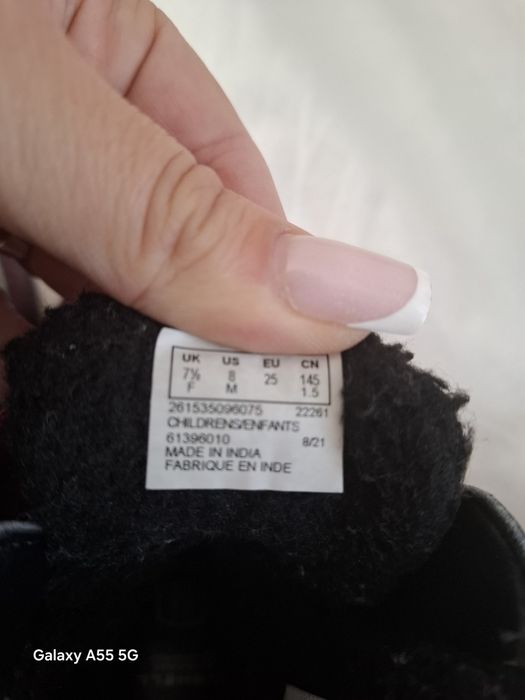 UK US EU CN
7½ 8 25 145
F M 1.5
261535096075 22261
CHILDRENS/ENFANTS
61396010 8/21
MADE IN INDIA
FABRIQUE EN INDE
Galaxy A55 5G